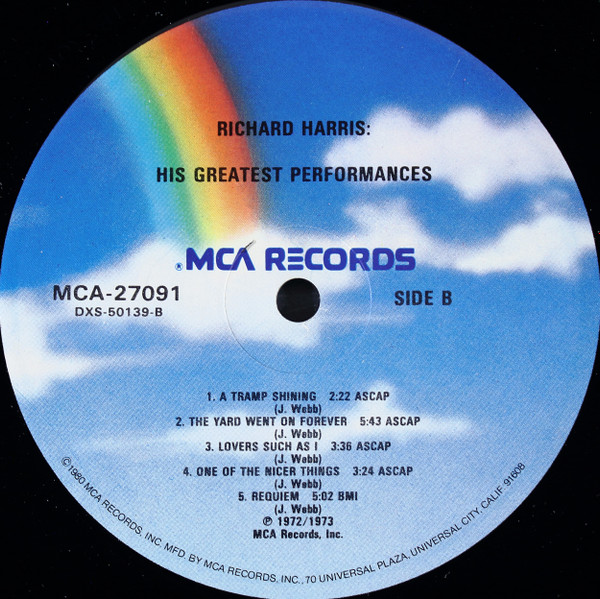 RICHARD HARRIS:
HIS GREATEST PERFORMANCES
®MCA RECORDS
MCA-27091
DXS-50139-B
SIDE B
1. A TRAMP SHINING 2:22 ASCAP
(J. Webb)
2. THE YARD WENT ON FOREVER 5:43 ASCAP
(J. Webb)
3. LOVERS SUCH AS I 3:36 ASCAP
(J. Webb)
4. ONE OF THE NICER THINGS 3:24 ASCAP
(J. Webb)
5. REQUIEM 5:02 BMI
(J. Webb)
℗ 1972/1973
MCA Records, Inc.
©1980 MCA RECORDS, INC. MFD. BY MCA RECORDS, INC., 70 UNIVERSAL PLAZA, UNIVERSAL CITY, CALIF. 91608